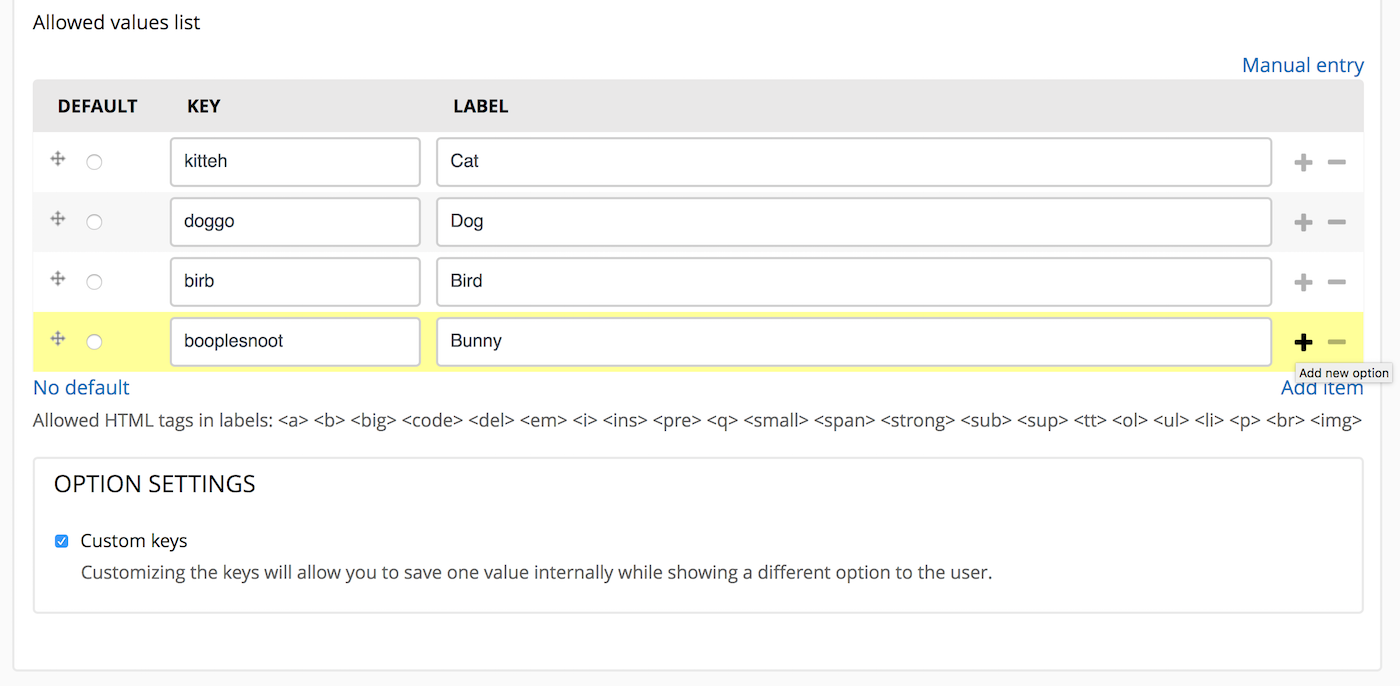 Allowed values list
Manual entry
DEFAULT KEY LABEL
kitteh Cat
doggo Dog
birb Bird
booplesnoot Bunny
Add new option
No default Add item
Allowed HTML tags in labels: <a> <b> <big> <code> <del> <em> <i> <ins> <pre> <q> <small> <span> <strong> <sub> <sup> <tt> <ol> <ul> <li> <p> <br> <img>
OPTION SETTINGS
Custom keys
Customizing the keys will allow you to save one value internally while showing a different option to the user.